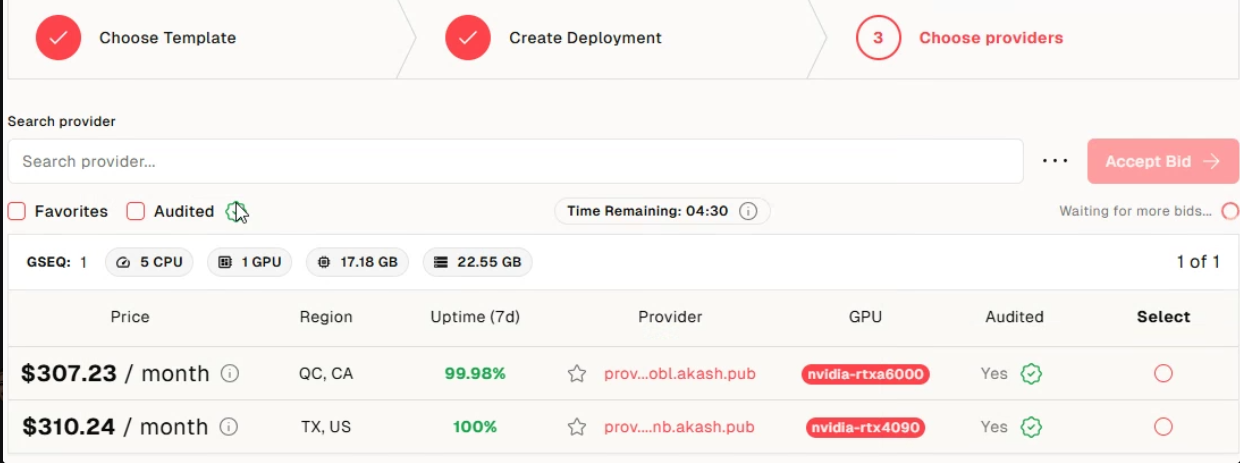 Choose Template
Create Deployment
3 Choose providers
Search provider
Search provider...
... Accept Bid →
Favorites Audited Time Remaining: 04:30 Waiting for more bids...
GSEQ: 1 5 CPU 1 GPU 17.18 GB 22.55 GB 1 of 1
Price Region Uptime (7d) Provider GPU Audited Select
$307.23 / month QC, CA 99.98% prov...obl.akash.pub nvidia-rtxa6000 Yes
$310.24 / month TX, US 100% prov....nb.akash.pub nvidia-rtx4090 Yes